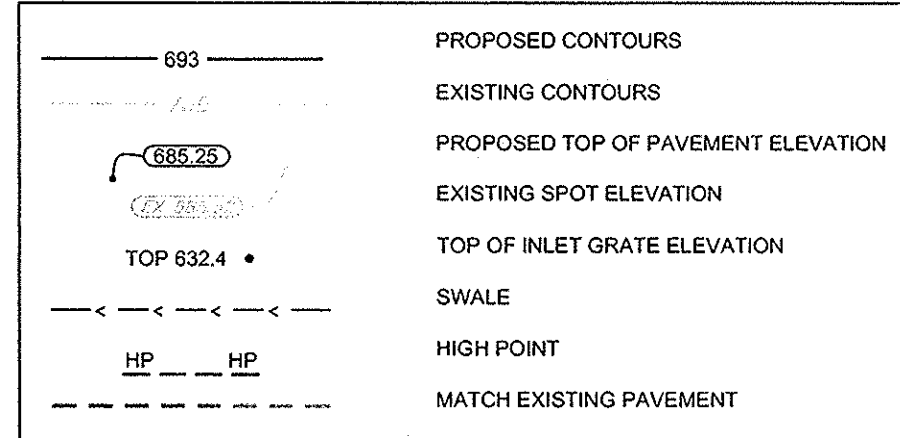 693 PROPOSED CONTOURS
EXISTING CONTOURS
685.25 PROPOSED TOP OF PAVEMENT ELEVATION
EX EXISTING SPOT ELEVATION
TOP 632.4 TOP OF INLET GRATE ELEVATION
SWALE
HP HP HIGH POINT
MATCH EXISTING PAVEMENT